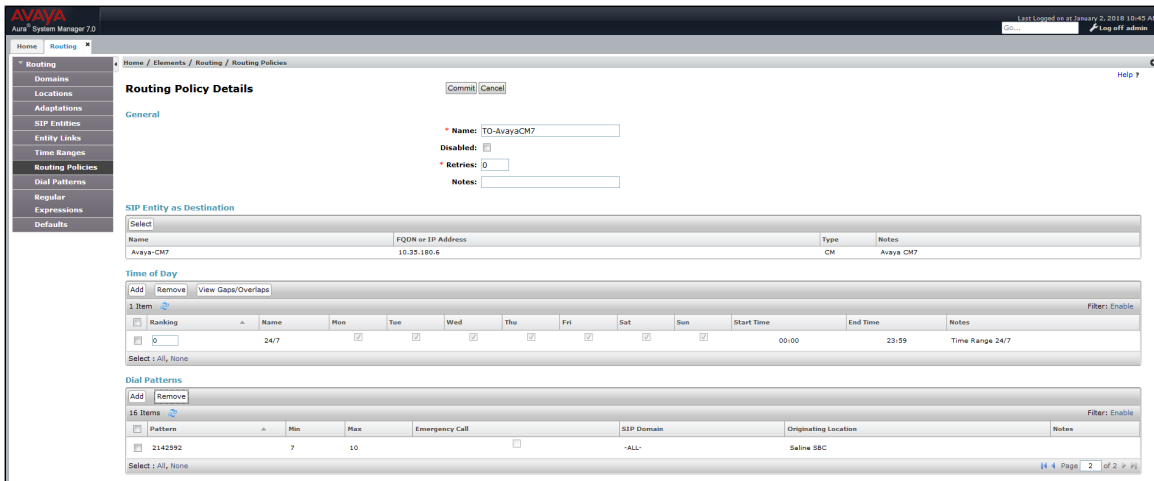 AVAYA
Last Logged on at January 2, 2018 10:45 AM
Aura® System Manager 7.0
Go...
Log off admin
Home Routing ×
Routing
Domains
Locations
Adaptations
SIP Entities
Entity Links
Time Ranges
Routing Policies
Dial Patterns
Regular
Expressions
Defaults
Home / Elements / Routing / Routing Policies
Help ?
Routing Policy Details
Commit Cancel
General
* Name: TO-AvayaCM7
Disabled:
* Retries: 0
Notes:
SIP Entity as Destination
Select
Name FQDN or IP Address Type Notes
Avaya-CM7 10.35.180.6 CM Avaya CM7
Time of Day
Add Remove View Gaps/Overlaps
1 Item Filter: Enable
Ranking Name Mon Tue Wed Thu Fri Sat Sun Start Time End Time Notes
0 24/7 00:00 23:59 Time Range 24/7
Select : All, None
Dial Patterns
Add Remove
16 Items Filter: Enable
Pattern Min Max Emergency Call SIP Domain Originating Location Notes
2142592 7 10 -ALL- Saline SBC
Select : All, None Page 2 of 2